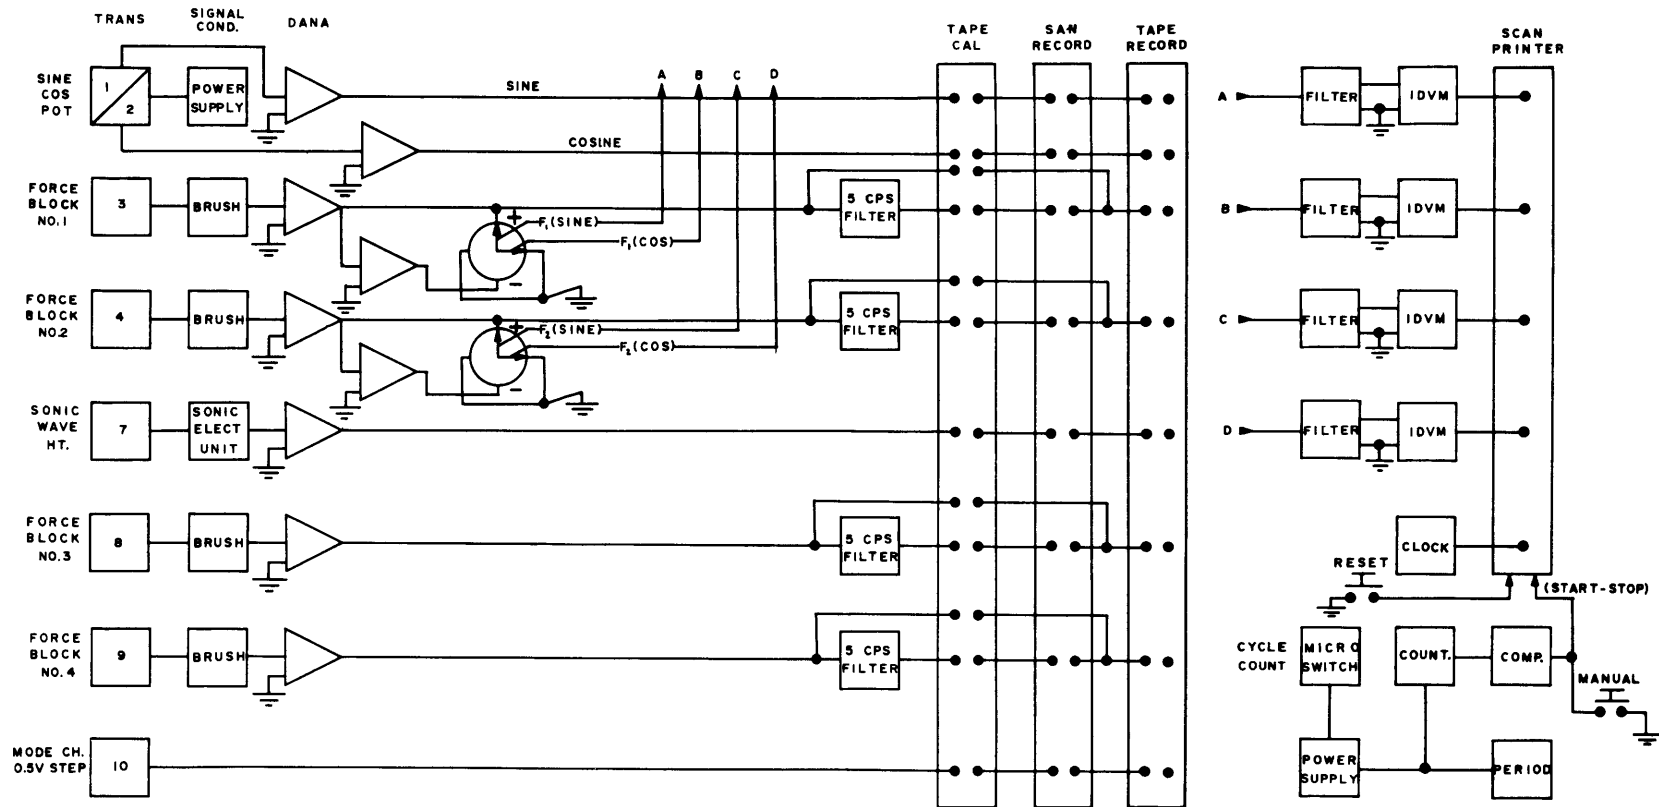 TRANS
SIGNAL
COND.
DANA
SINE
COS
POT
1
2
POWER
SUPPLY
SINE
COSINE
A
B
C
D
TAPE
CAL
SAN
RECORD
TAPE
RECORD
SCAN
PRINTER
FORCE
BLOCK
NO.1
3
BRUSH
+
-
F₁(SINE)
F₁(COS)
5 CPS
FILTER
FORCE
BLOCK
NO.2
4
BRUSH
+
-
F₂(SINE)
F₂(COS)
5 CPS
FILTER
SONIC
WAVE
HT.
7
SONIC
ELECT
UNIT
FORCE
BLOCK
NO.3
8
BRUSH
5 CPS
FILTER
FORCE
BLOCK
NO. 4
9
BRUSH
5 CPS
FILTER
MODE CH.
0.5V STEP
10
A
FILTER
IDVM
B
FILTER
IDVM
C
FILTER
IDVM
D
FILTER
IDVM
CLOCK
RESET
(START-STOP)
CYCLE
COUNT
MICRO
SWITCH
COUNT.
COMP.
MANUAL
POWER
SUPPLY
PERIOD